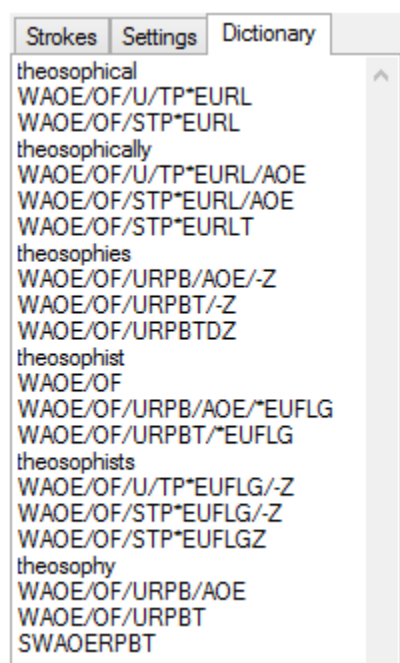 Strokes Settings Dictionary
theosophical
WAOE/OF/U/TP*EURL
WAOE/OF/STP*EURL
theosophically
WAOE/OF/U/TP*EURL/AOE
WAOE/OF/STP*EURL/AOE
WAOE/OF/STP*EURLT
theosophies
WAOE/OF/URPB/AOE/-Z
WAOE/OF/URPBT/-Z
WAOE/OF/URPBTDZ
theosophist
WAOE/OF
WAOE/OF/URPB/AOE/*EUFLG
WAOE/OF/URPBT/*EUFLG
theosophists
WAOE/OF/U/TP*EUFLG/-Z
WAOE/OF/STP*EUFLG/-Z
WAOE/OF/STP*EUFLGZ
theosophy
WAOE/OF/URPB/AOE
WAOE/OF/URPBT
SWAOERPBT